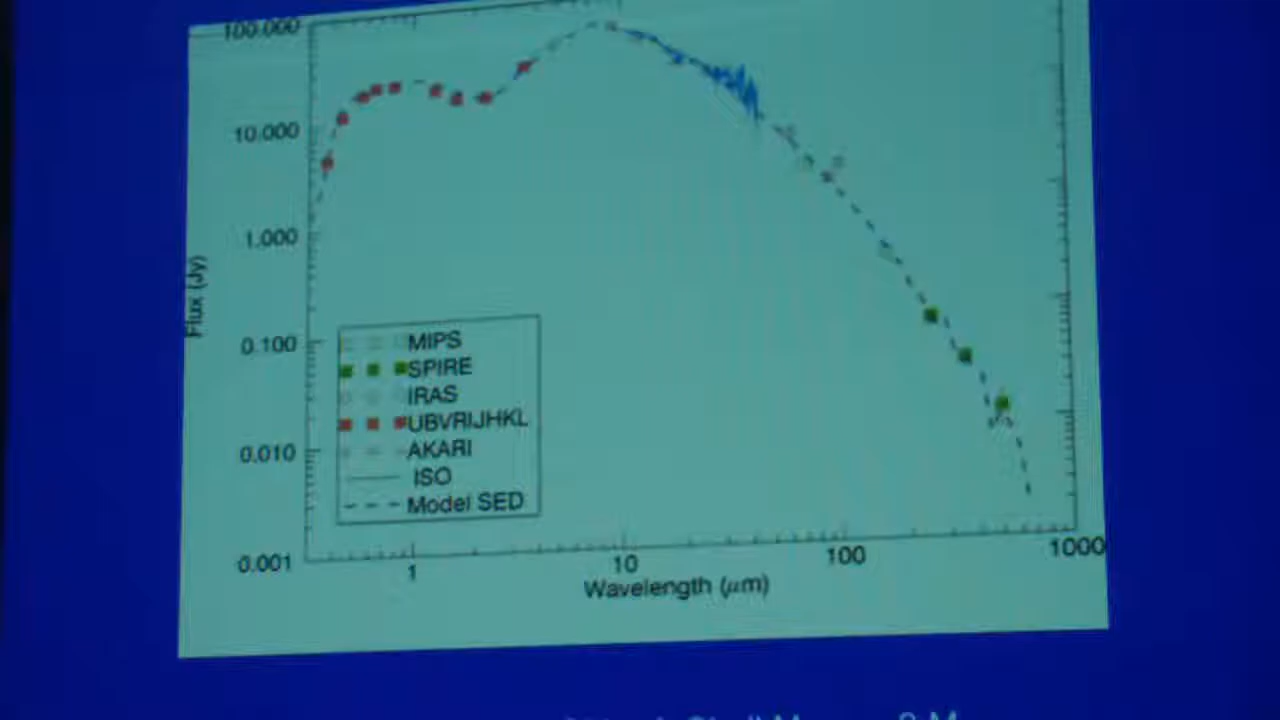 100.000
10.000
1.000
Flux (Jy)
0.100
0.010
0.001
MIPS
SPIRE
IRAS
UBVRIJHKL
AKARI
ISO
Model SED
1
10
100
1000
Wavelength (μm)